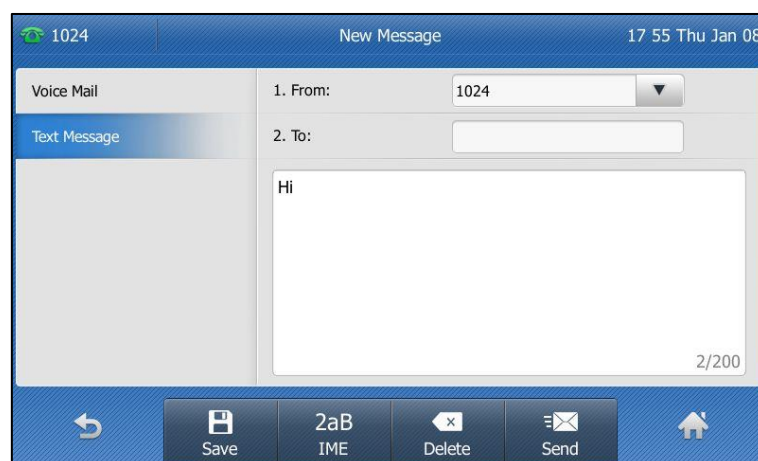 1024 New Message 17 55 Thu Jan 08
Voice Mail
Text Message
1. From: 1024
2. To:
Hi
2/200
Save
2aB
IME
Delete
Send